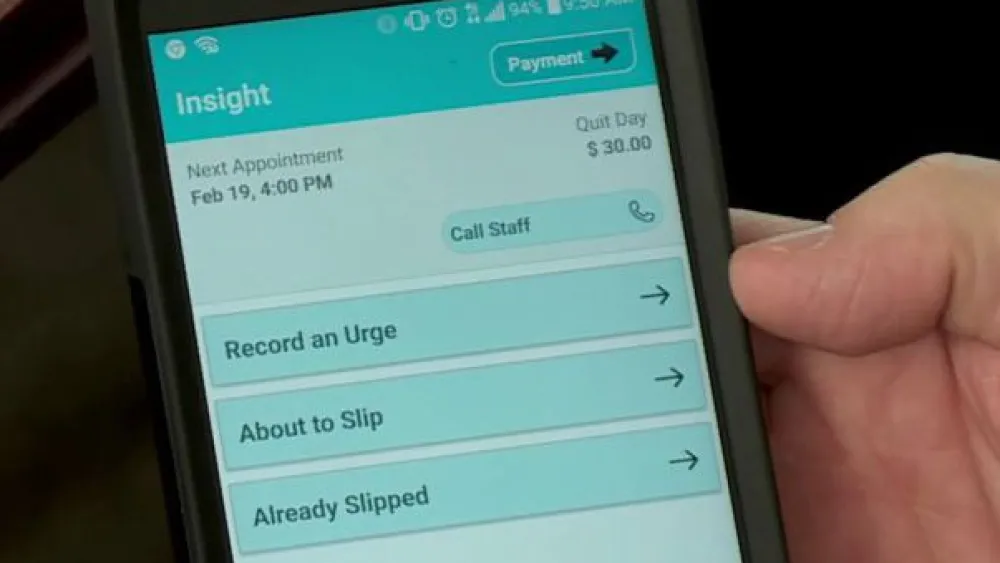 94%
Payment
Insight
Next Appointment
Feb 19, 4:00 PM
Quit Day
$ 30.00
Call Staff
Record an Urge
About to Slip
Already Slipped